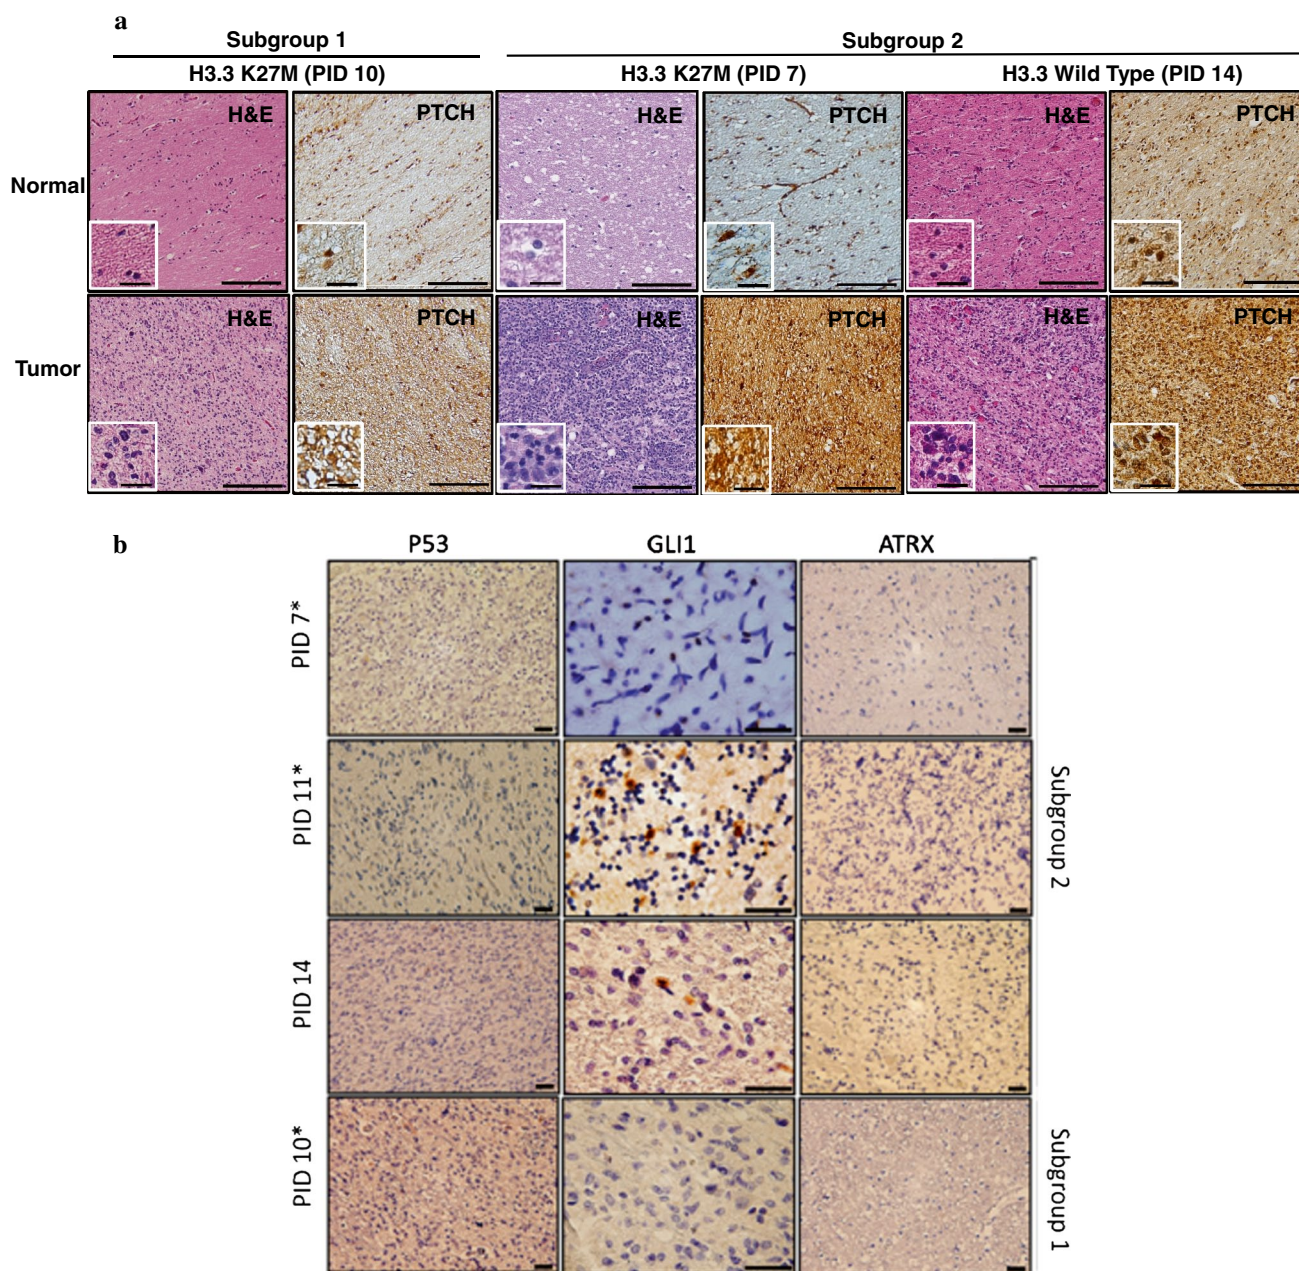 a
Subgroup 1 Subgroup 2
H3.3 K27M (PID 10) H3.3 K27M (PID 7) H3.3 Wild Type (PID 14)
Normal H&E PTCH H&E PTCH H&E PTCH
Tumor H&E PTCH H&E PTCH H&E PTCH
b
P53 GLI1 ATRX
PID 7*
PID 11*
PID 14
PID 10*
Subgroup 2
Subgroup 1